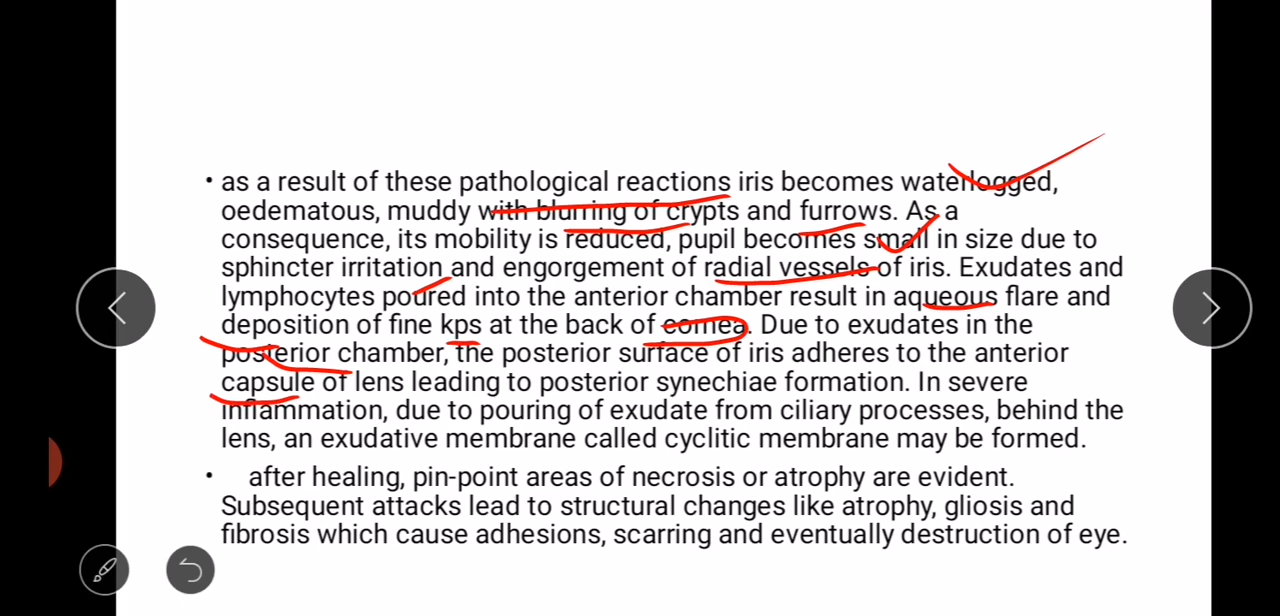 • as a result of these pathological reactions iris becomes waterlogged,
oedematous, muddy with blurring of crypts and furrows. As a
consequence, its mobility is reduced, pupil becomes small in size due to
sphincter irritation and engorgement of radial vessels of iris. Exudates and
lymphocytes poured into the anterior chamber result in aqueous flare and
deposition of fine kps at the back of cornea. Due to exudates in the
posterior chamber, the posterior surface of iris adheres to the anterior
capsule of lens leading to posterior synechiae formation. In severe
inflammation, due to pouring of exudate from ciliary processes, behind the
lens, an exudative membrane called cyclitic membrane may be formed.
• after healing, pin-point areas of necrosis or atrophy are evident.
Subsequent attacks lead to structural changes like atrophy, gliosis and
fibrosis which cause adhesions, scarring and eventually destruction of eye.